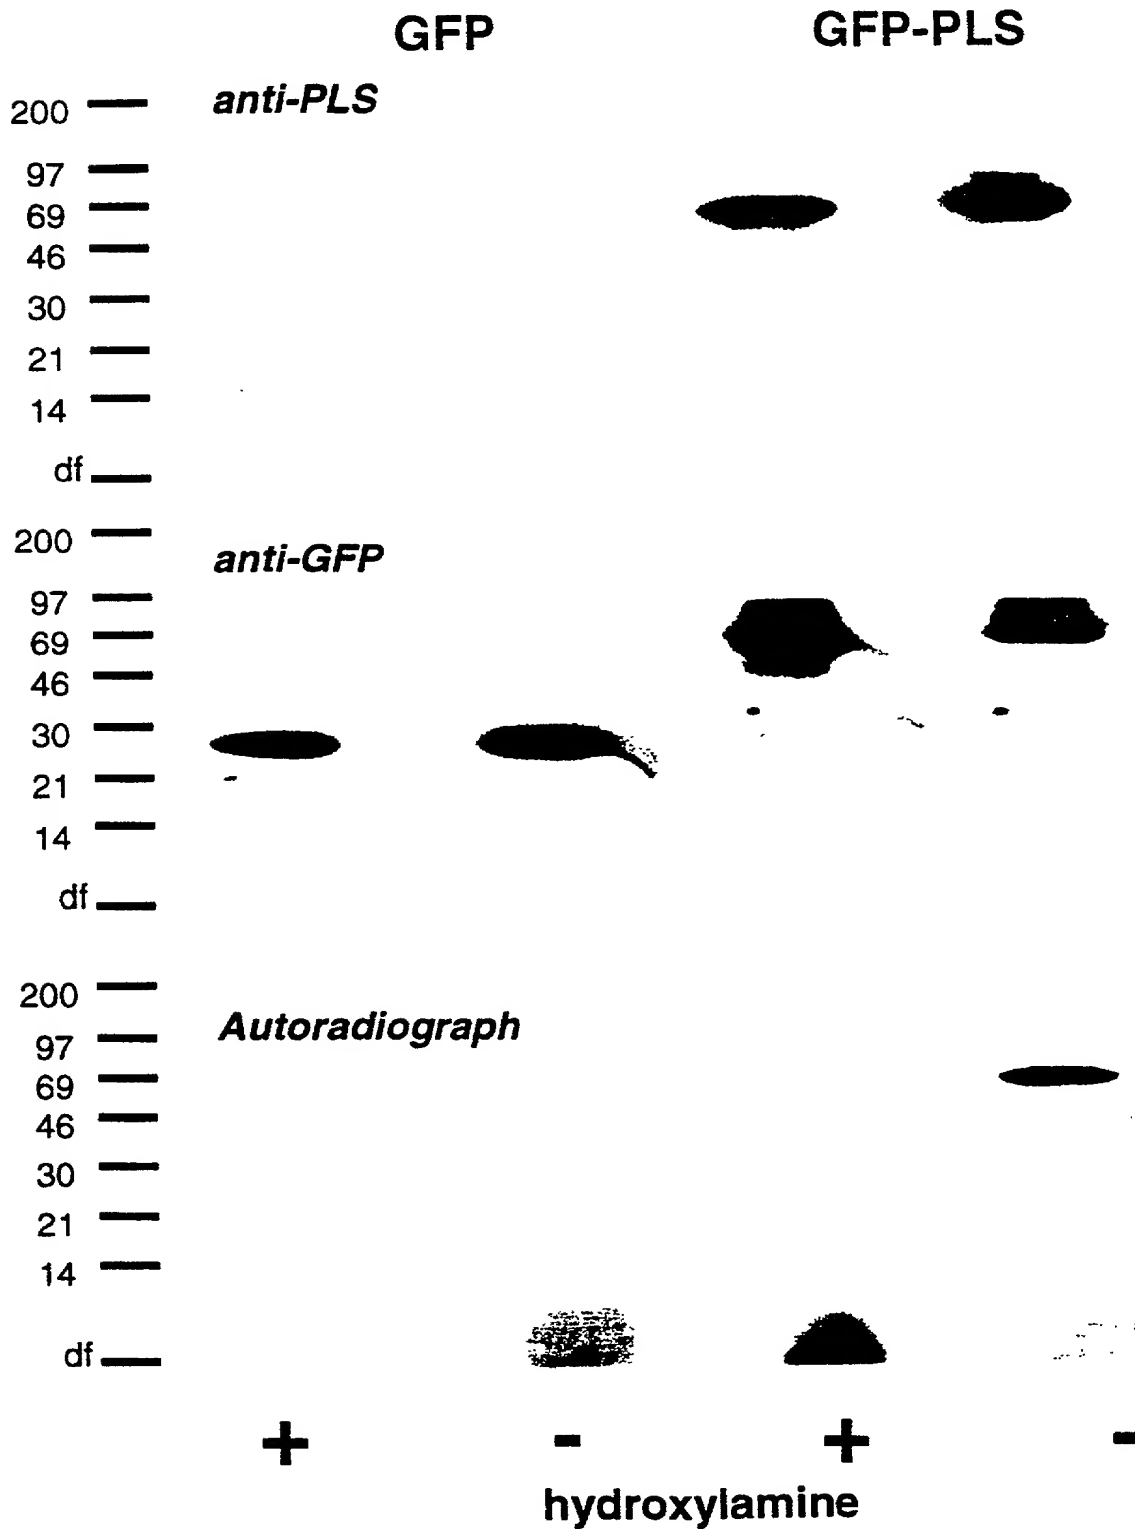 GFP GFP-PLS
anti-PLS
200
97
69
46
30
21
14
df
anti-GFP
200
97
69
46
30
21
14
df
Autoradiograph
200
97
69
46
30
21
14
df
+ - + -
hydroxylamine